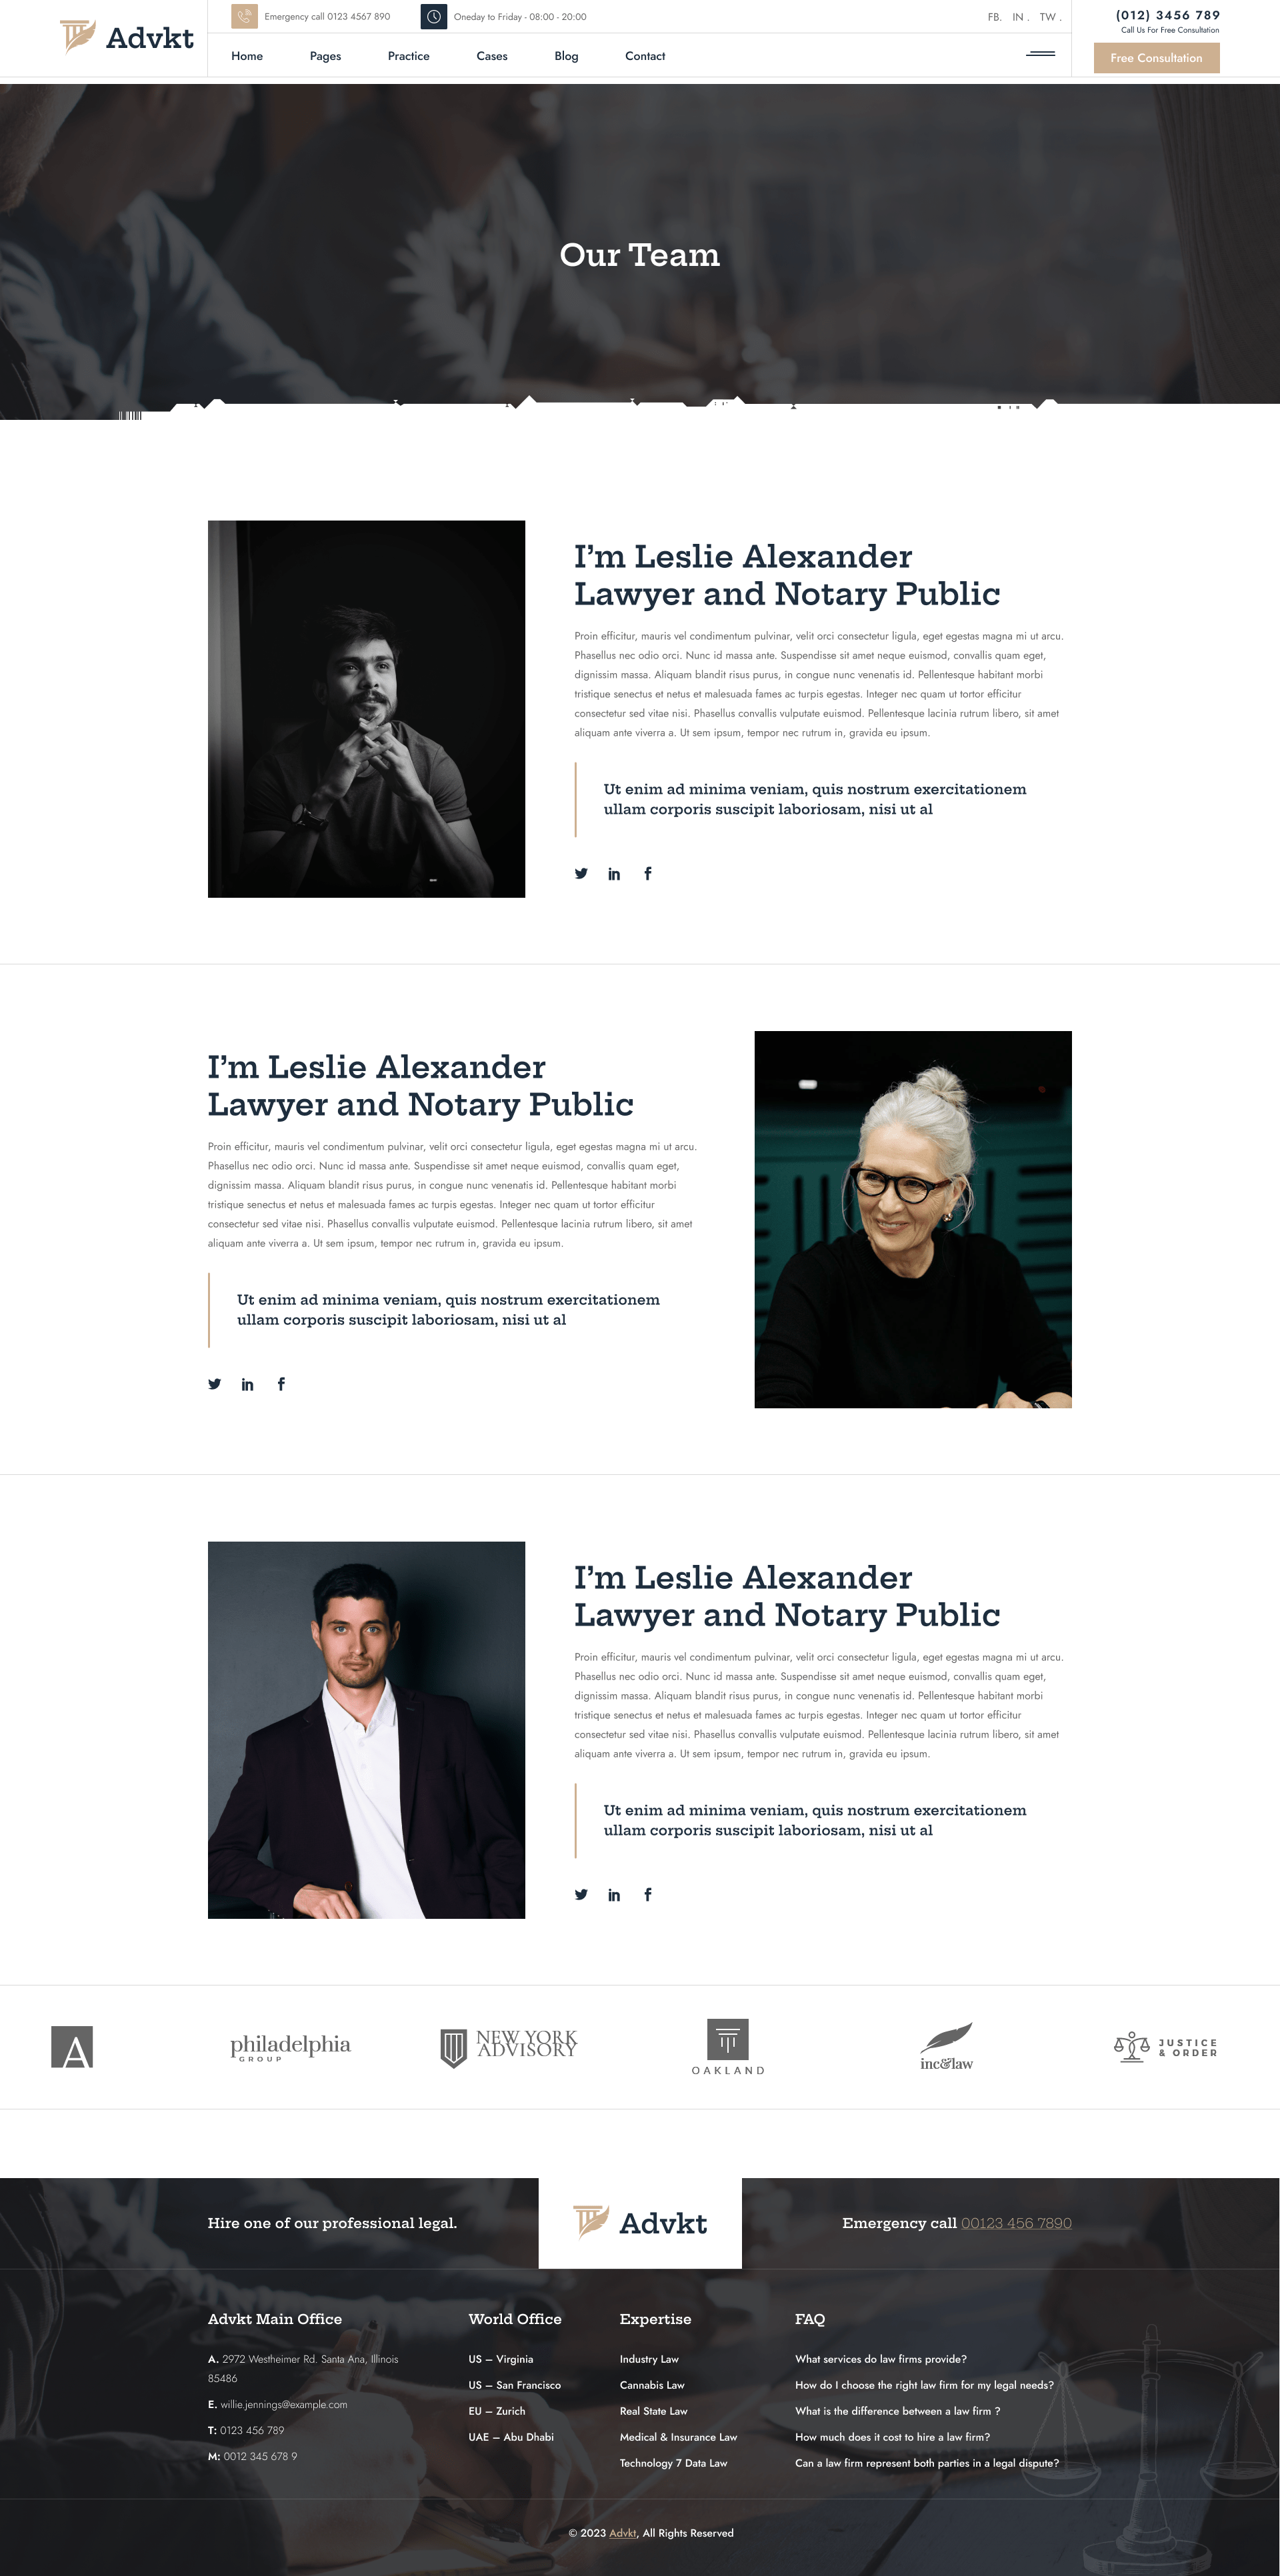 Advkt
Emergency call 0123 4567 890
Oneday to Friday - 08:00 - 20:00
FB. IN . TW .
(012) 3456 789
Call Us For Free Consultation
Home Pages Practice Cases Blog Contact
Free Consultation
Our Team
I'm Leslie Alexander
Lawyer and Notary Public
Proin efficitur, mauris vel condimentum pulvinar, velit orci consectetur ligula, eget egestas magna mi ut arcu.
Phasellus nec odio orci. Nunc id massa ante. Suspendisse sit amet neque euismod, convallis quam eget,
dignissim massa. Aliquam blandit risus purus, in congue nunc venenatis id. Pellentesque habitant morbi
tristique senectus et netus et malesuada fames ac turpis egestas. Integer nec quam ut tortor efficitur
consectetur sed vitae nisi. Phasellus convallis vulputate euismod. Pellentesque lacinia rutrum libero, sit amet
aliquam ante viverra a. Ut sem ipsum, tempor nec rutrum in, gravida eu ipsum.
Ut enim ad minima veniam, quis nostrum exercitationem
ullam corporis suscipit laboriosam, nisi ut al
I'm Leslie Alexander
Lawyer and Notary Public
Proin efficitur, mauris vel condimentum pulvinar, velit orci consectetur ligula, eget egestas magna mi ut arcu.
Phasellus nec odio orci. Nunc id massa ante. Suspendisse sit amet neque euismod, convallis quam eget,
dignissim massa. Aliquam blandit risus purus, in congue nunc venenatis id. Pellentesque habitant morbi
tristique senectus et netus et malesuada fames ac turpis egestas. Integer nec quam ut tortor efficitur
consectetur sed vitae nisi. Phasellus convallis vulputate euismod. Pellentesque lacinia rutrum libero, sit amet
aliquam ante viverra a. Ut sem ipsum, tempor nec rutrum in, gravida eu ipsum.
Ut enim ad minima veniam, quis nostrum exercitationem
ullam corporis suscipit laboriosam, nisi ut al
I'm Leslie Alexander
Lawyer and Notary Public
Proin efficitur, mauris vel condimentum pulvinar, velit orci consectetur ligula, eget egestas magna mi ut arcu.
Phasellus nec odio orci. Nunc id massa ante. Suspendisse sit amet neque euismod, convallis quam eget,
dignissim massa. Aliquam blandit risus purus, in congue nunc venenatis id. Pellentesque habitant morbi
tristique senectus et netus et malesuada fames ac turpis egestas. Integer nec quam ut tortor efficitur
consectetur sed vitae nisi. Phasellus convallis vulputate euismod. Pellentesque lacinia rutrum libero, sit amet
aliquam ante viverra a. Ut sem ipsum, tempor nec rutrum in, gravida eu ipsum.
Ut enim ad minima veniam, quis nostrum exercitationem
ullam corporis suscipit laboriosam, nisi ut al
A
philadelphia
GROUP
NEW YORK
ADVISORY
OAKLAND
inc&law
JUSTICE
& ORDER
Hire one of our professional legal.
Advkt
Emergency call 00123 456 7890
Advkt Main Office
A. 2972 Westheimer Rd. Santa Ana, Illinois
85486
E. willie.jennings@example.com
T: 0123 456 789
M: 0012 345 678 9
World Office
US – Virginia
US – San Francisco
EU – Zurich
UAE – Abu Dhabi
Expertise
Industry Law
Cannabis Law
Real State Law
Medical & Insurance Law
Technology 7 Data Law
FAQ
What services do law firms provide?
How do I choose the right law firm for my legal needs?
What is the difference between a law firm ?
How much does it cost to hire a law firm?
Can a law firm represent both parties in a legal dispute?
© 2023 Advkt, All Rights Reserved